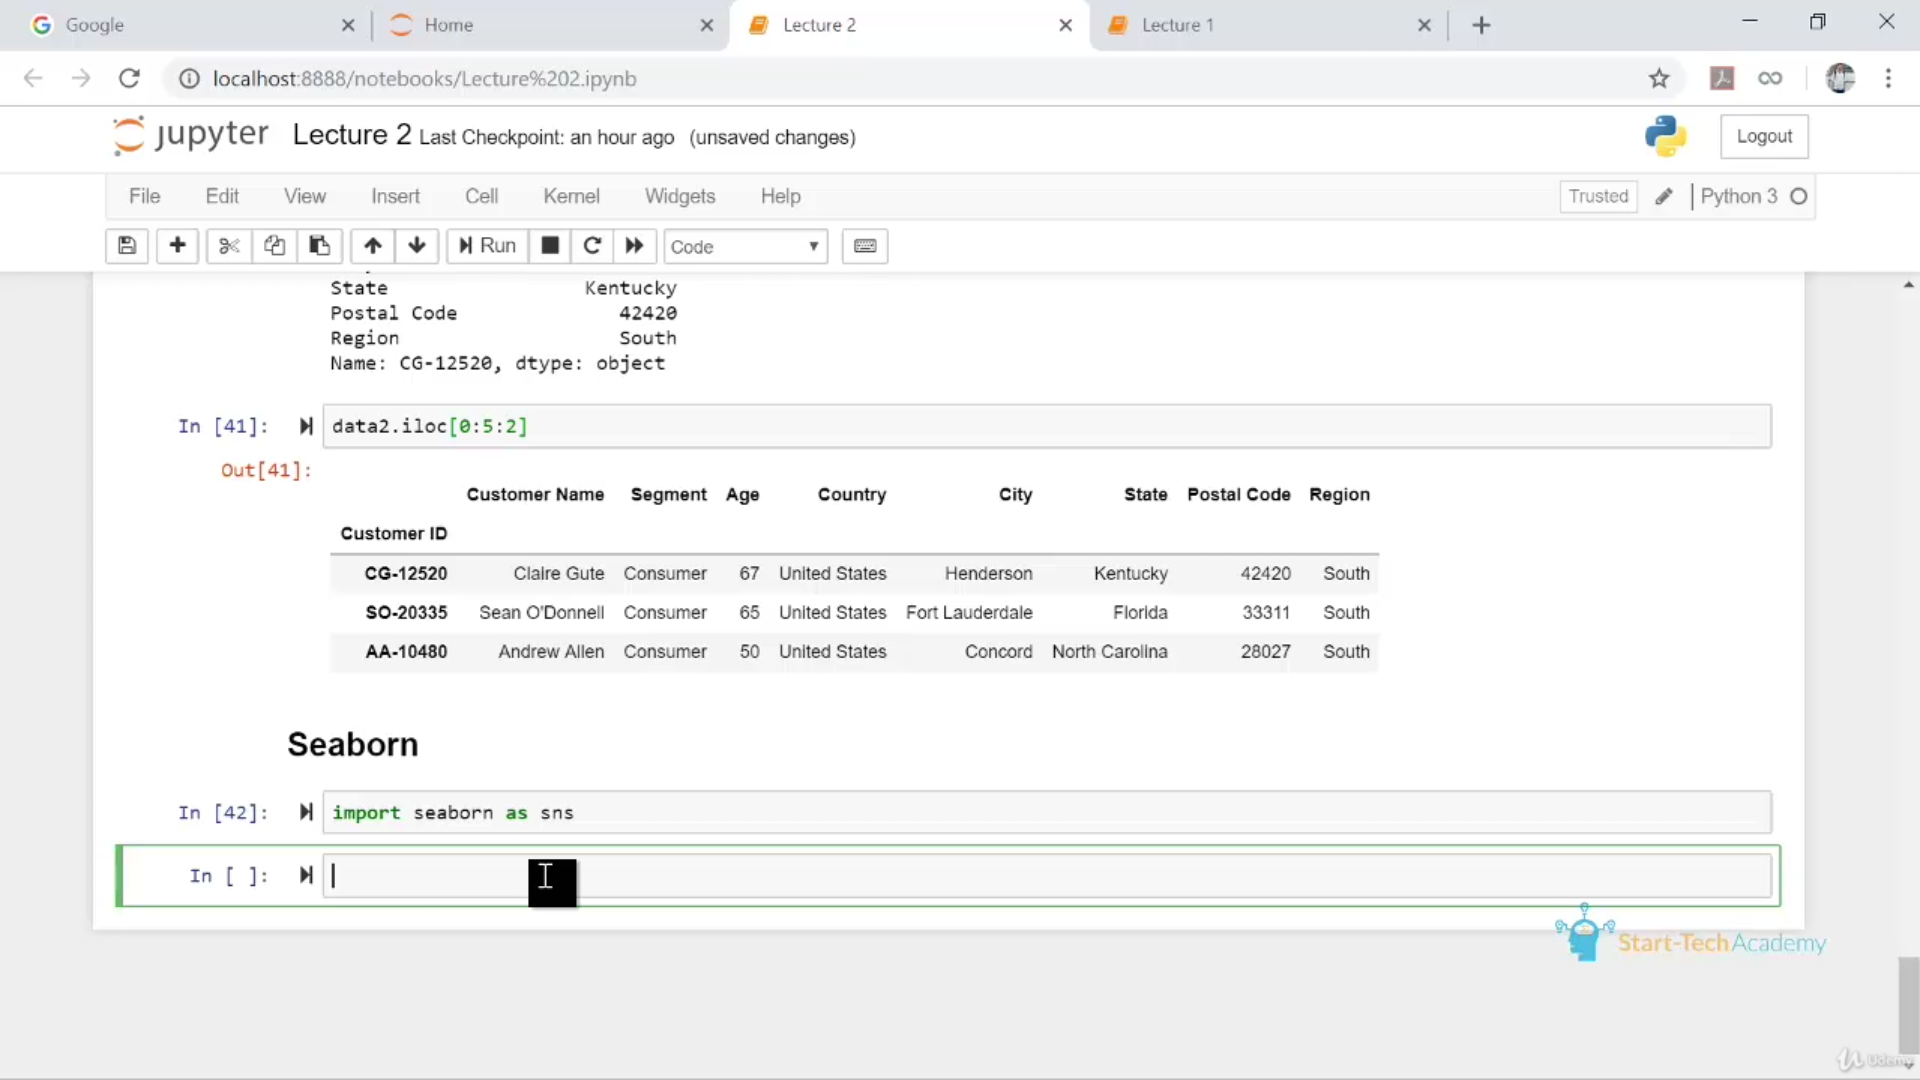 Google
Home
Lecture 2
Lecture 1
localhost:8888/notebooks/Lecture%202.ipynb
jupyter Lecture 2 Last Checkpoint: an hour ago (unsaved changes)
Logout
File Edit View Insert Cell Kernel Widgets Help
Trusted Python 3
Run Code
State Kentucky
Postal Code 42420
Region South
Name: CG-12520, dtype: object
In [41]: data2.iloc[0:5:2]
Out[41]:
Customer Name Segment Age Country City State Postal Code Region
Customer ID
CG-12520 Claire Gute Consumer 67 United States Henderson Kentucky 42420 South
SO-20335 Sean O'Donnell Consumer 65 United States Fort Lauderdale Florida 33311 South
AA-10480 Andrew Allen Consumer 50 United States Concord North Carolina 28027 South
Seaborn
In [42]: import seaborn as sns
In [ ]:
Start-Tech Academy
Udemy